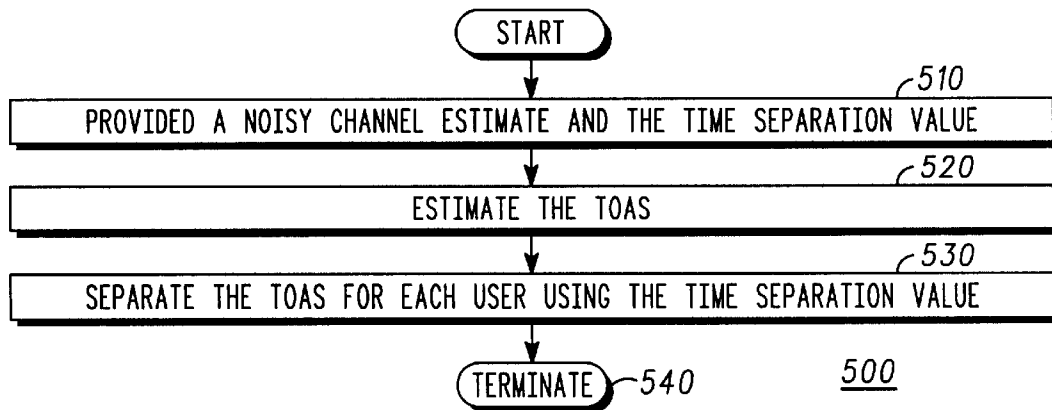 START
510
PROVIDED A NOISY CHANNEL ESTIMATE AND THE TIME SEPARATION VALUE
520
ESTIMATE THE TOAS
530
SEPARATE THE TOAS FOR EACH USER USING THE TIME SEPARATION VALUE
TERMINATE 540
500